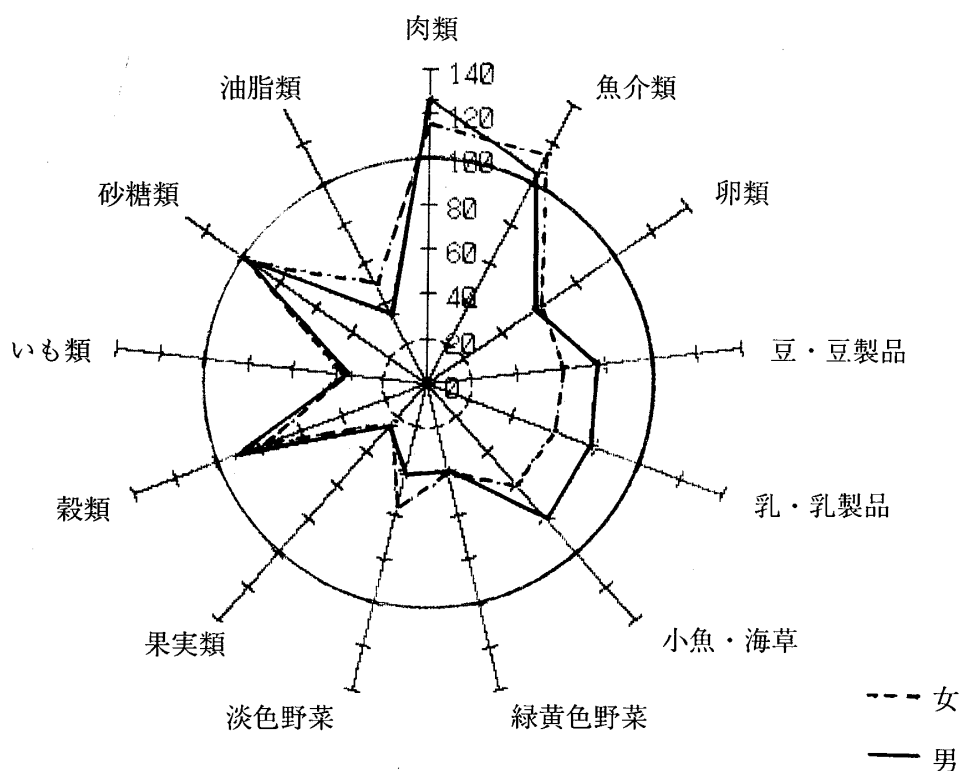 肉類
140
120
100
80
60
40
20
0
魚介類
卵類
豆・豆製品
乳・乳製品
小魚・海草
緑黄色野菜
淡色野菜
果実類
穀類
いも類
砂糖類
油脂類
女
男